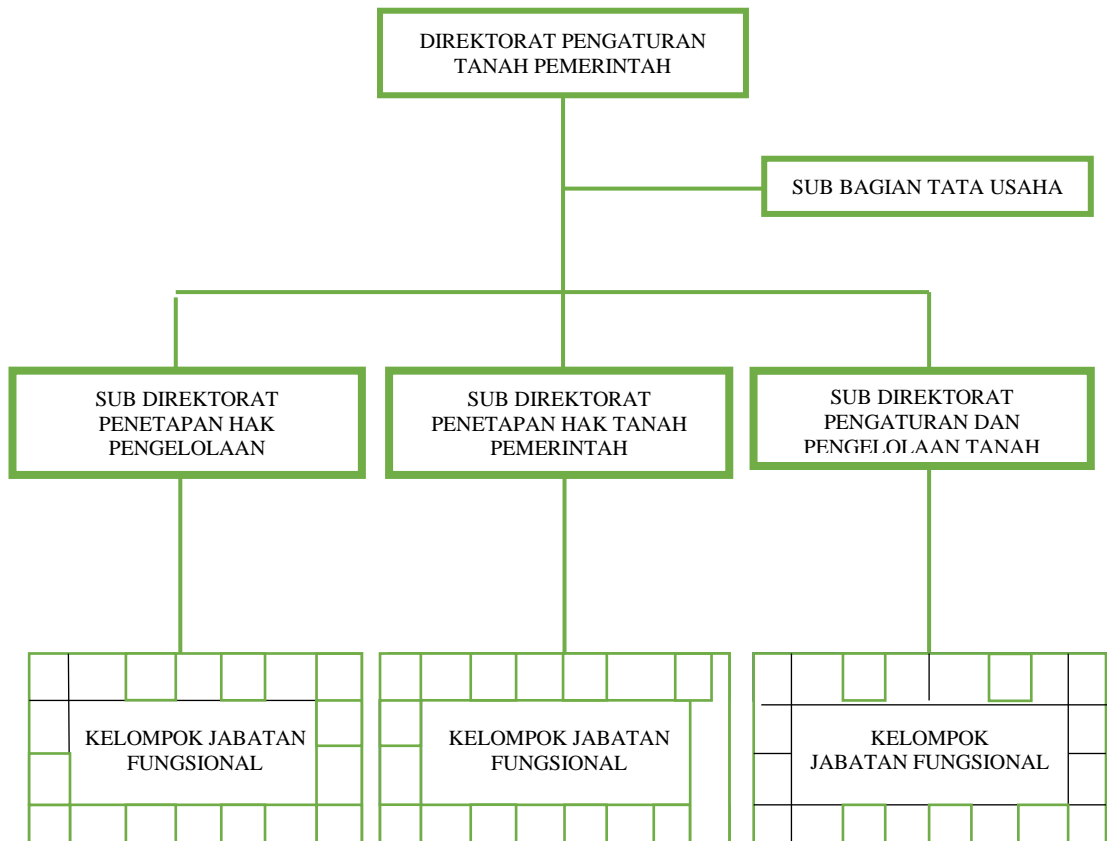 DIREKTORAT PENGATURAN
TANAH PEMERINTAH
SUB BAGIAN TATA USAHA
SUB DIREKTORAT
PENETAPAN HAK
PENGELOLAAN
SUB DIREKTORAT
PENETAPAN HAK TANAH
PEMERINTAH
SUB DIREKTORAT
PENGATURAN DAN
PENGELOLAAN TANAH
KELOMPOK JABATAN
FUNGSIONAL
KELOMPOK JABATAN
FUNGSIONAL
KELOMPOK
JABATAN FUNGSIONAL